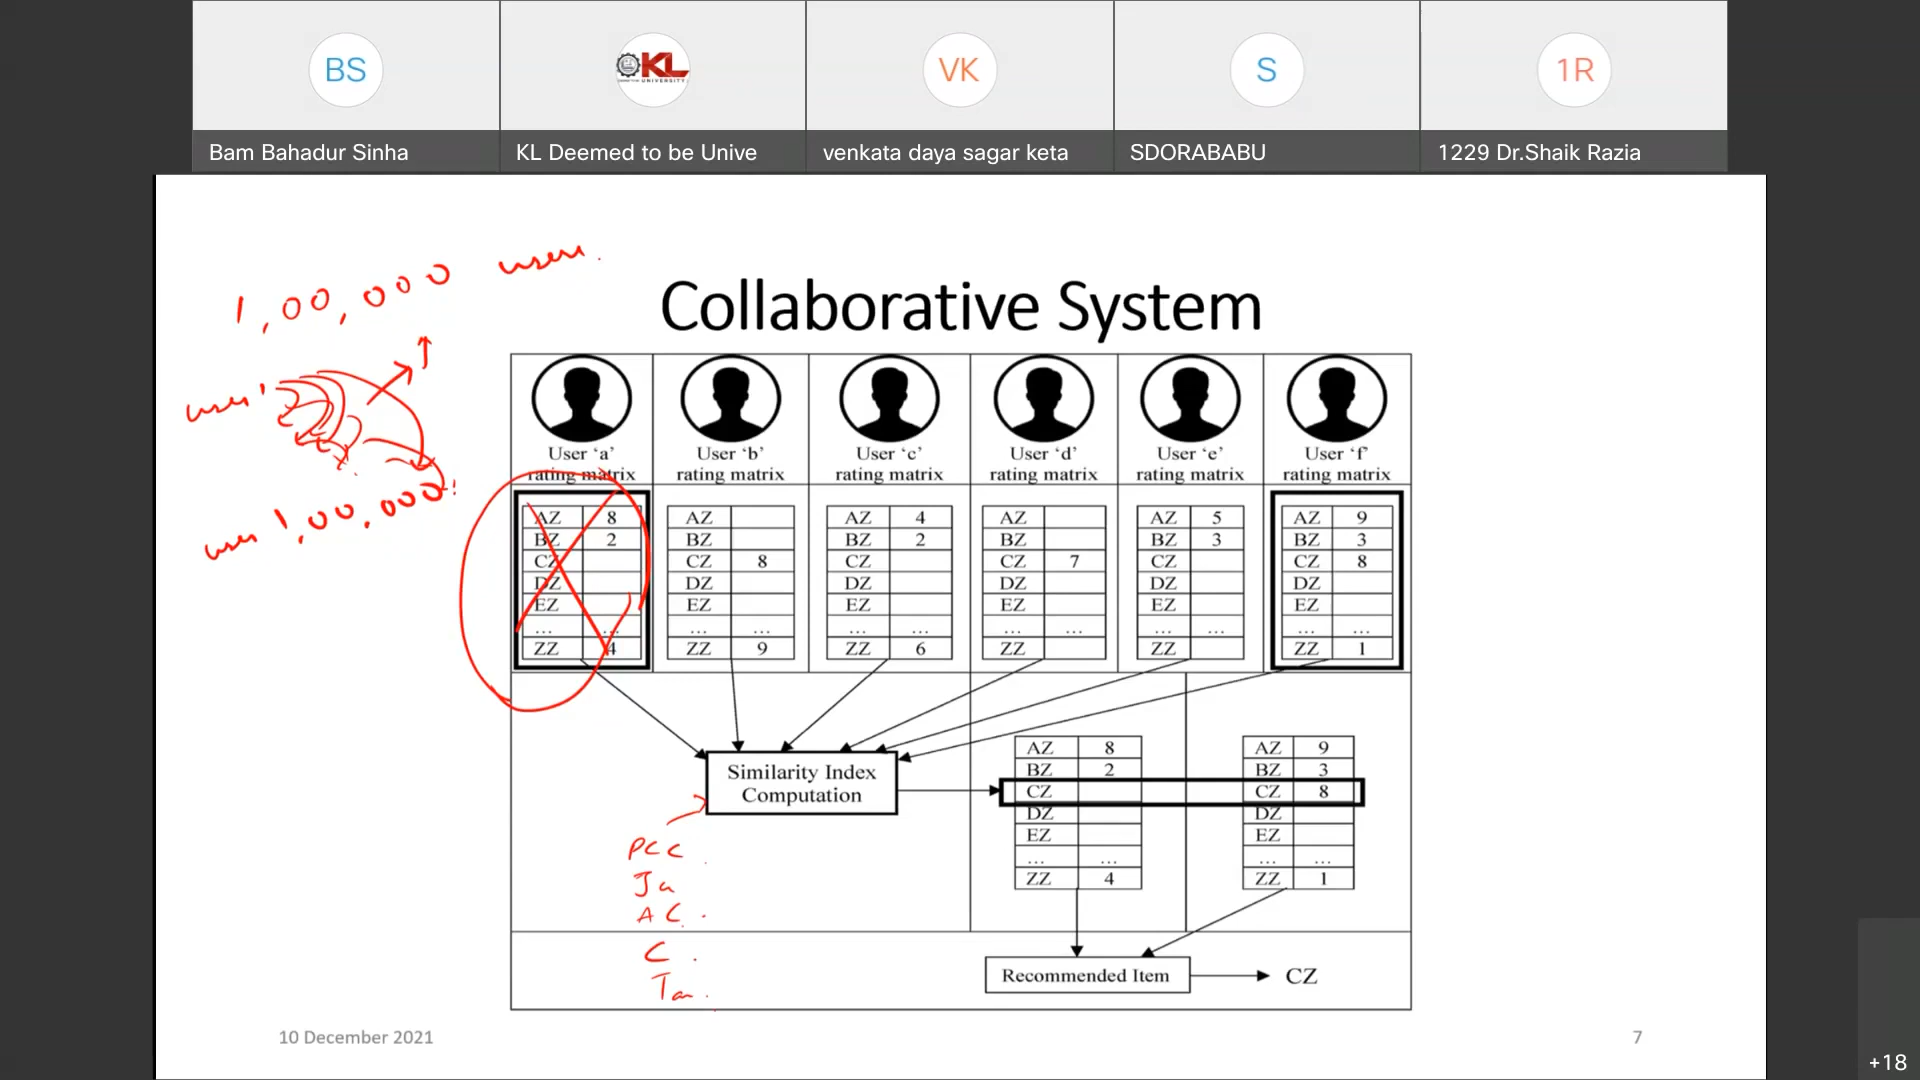 BS
KL
UNIVERSITY
VK
S
1R
Bam Bahadur Sinha
KL Deemed to be Unive
venkata daya sagar keta
SDORABABU
1229 Dr.Shaik Razia
1,00,000 users.
user 1
user 1,00,000
Collaborative System
User ‘a’ rating matrix
User ‘b’ rating matrix
User ‘c’ rating matrix
User ‘d’ rating matrix
User ‘e’ rating matrix
User ‘f’ rating matrix
AZ 8
BZ 2
CZ
DZ
EZ
... ...
ZZ 4
AZ
BZ
CZ 8
DZ
EZ
... ...
ZZ 9
AZ 4
BZ 2
CZ
DZ
EZ
... ...
ZZ 6
AZ
BZ
CZ 7
DZ
EZ
... ...
ZZ
AZ 5
BZ 3
CZ
DZ
EZ
... ...
ZZ
AZ 9
BZ 3
CZ 8
DZ
EZ
... ...
ZZ 1
Similarity Index
Computation
PCC
Ja
AC.
C.
Tan.
AZ 8
BZ 2
CZ
DZ
EZ
... ...
ZZ 4
AZ 9
BZ 3
CZ 8
DZ
EZ
... ...
ZZ 1
Recommended Item
CZ
10 December 2021
7
+18